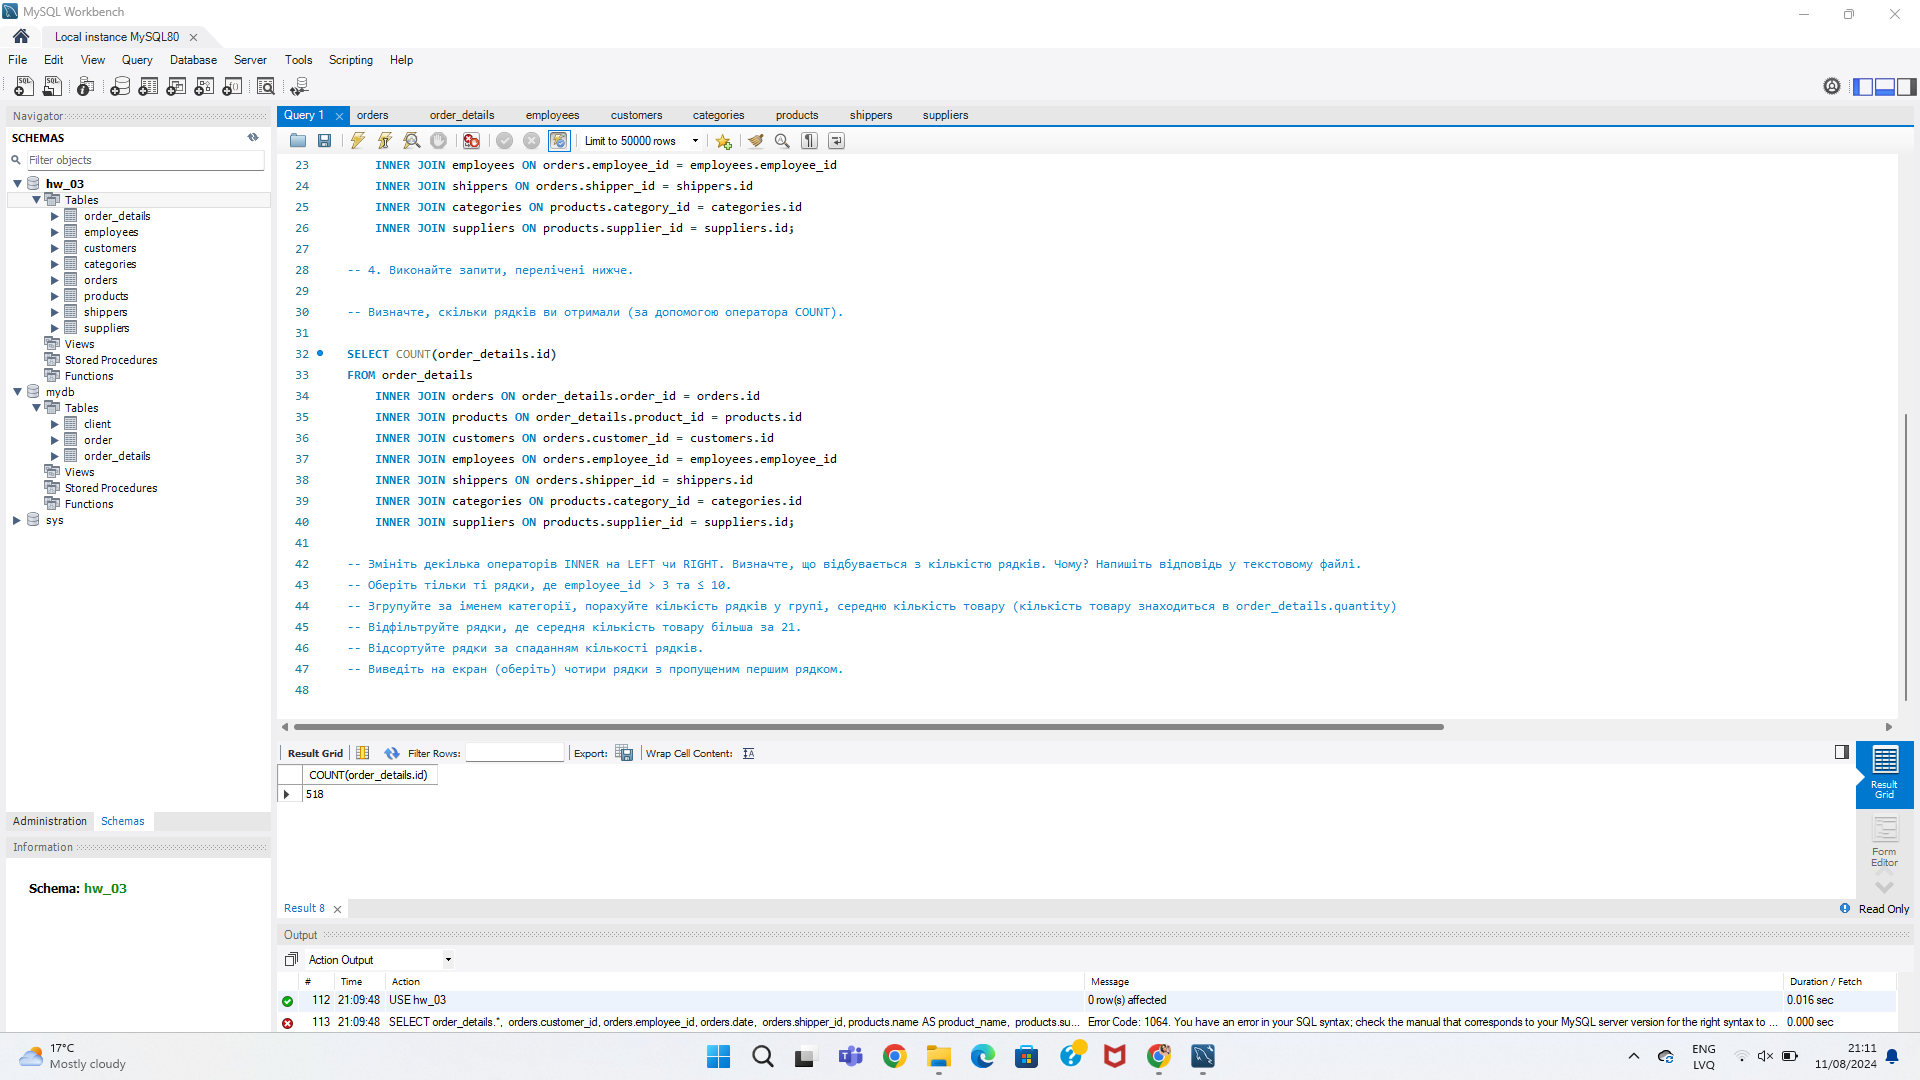 MySQL Workbench
Local instance MySQL80
File Edit View Query Database Server Tools Scripting Help
Navigator
SCHEMAS
Filter objects
hw_03
Tables
order_details
employees
customers
categories
orders
products
shippers
suppliers
Views
Stored Procedures
Functions
mydb
Tables
client
order
order_details
Views
Stored Procedures
Functions
sys
Administration Schemas
Information
Schema: hw_03
Query 1 orders order_details employees customers categories products shippers suppliers
Limit to 50000 rows
23 INNER JOIN employees ON orders.employee_id = employees.employee_id
24 INNER JOIN shippers ON orders.shipper_id = shippers.id
25 INNER JOIN categories ON products.category_id = categories.id
26 INNER JOIN suppliers ON products.supplier_id = suppliers.id;
27
28 -- 4. Виконайте запити, перелічені нижче.
29
30 -- Визначте, скільки рядків ви отримали (за допомогою оператора COUNT).
31
32 SELECT COUNT(order_details.id)
33 FROM order_details
34 INNER JOIN orders ON order_details.order_id = orders.id
35 INNER JOIN products ON order_details.product_id = products.id
36 INNER JOIN customers ON orders.customer_id = customers.id
37 INNER JOIN employees ON orders.employee_id = employees.employee_id
38 INNER JOIN shippers ON orders.shipper_id = shippers.id
39 INNER JOIN categories ON products.category_id = categories.id
40 INNER JOIN suppliers ON products.supplier_id = suppliers.id;
41
42 -- Змініть декілька операторів INNER на LEFT чи RIGHT. Визначте, що відбувається з кількістю рядків. Чому? Напишіть відповідь у текстовому файлі.
43 -- Оберіть тільки ті рядки, де employee_id > 3 та ≤ 10.
44 -- Згрупуйте за іменем категорії, порахуйте кількість рядків у групі, середню кількість товару (кількість товару знаходиться в order_details.quantity)
45 -- Відфільтруйте рядки, де середня кількість товару більша за 21.
46 -- Відсортуйте рядки за спаданням кількості рядків.
47 -- Виведіть на екран (оберіть) чотири рядки з пропущеним першим рядком.
48
Result Grid Filter Rows: Export: Wrap Cell Content:
COUNT(order_details.id)
518
Result Grid
Form Editor
Result 8
Read Only
Output
Action Output
# Time Action Message Duration / Fetch
112 21:09:48 USE hw_03 0 row(s) affected 0.016 sec
113 21:09:48 SELECT order_details.*, orders.customer_id, orders.employee_id, orders.date, orders.shipper_id, products.name AS product_name, products.su... Error Code: 1064. You have an error in your SQL syntax; check the manual that corresponds to your MySQL server version for the right syntax to ... 0.000 sec
17°C
Mostly cloudy
ENG
LVQ
21:11
11/08/2024